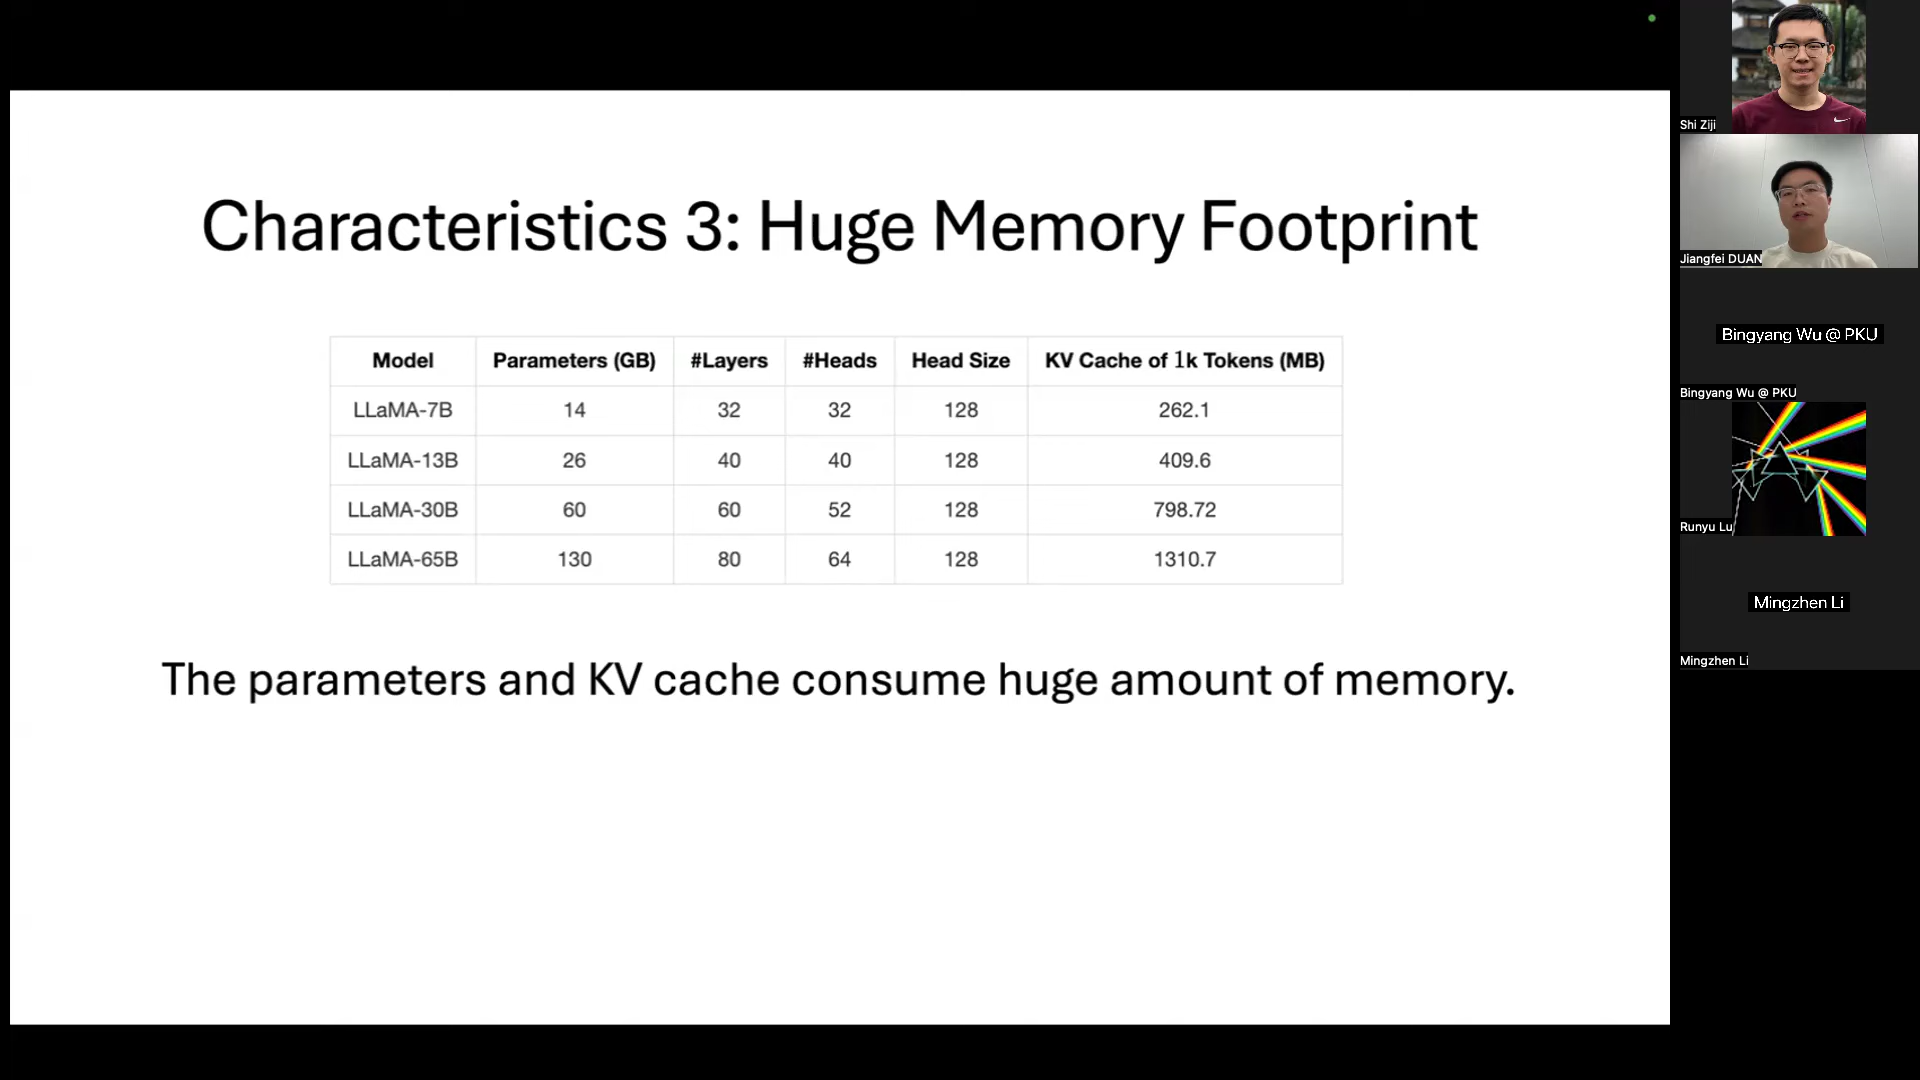 Characteristics 3: Huge Memory Footprint
Model Parameters (GB) #Layers #Heads Head Size KV Cache of 1k Tokens (MB)
LLaMA-7B 14 32 32 128 262.1
LLaMA-13B 26 40 40 128 409.6
LLaMA-30B 60 60 52 128 798.72
LLaMA-65B 130 80 64 128 1310.7
The parameters and KV cache consume huge amount of memory.
Shi Ziji
Jiangfei DUAN
Bingyang Wu @ PKU
Bingyang Wu @ PKU
Runyu Lu
Mingzhen Li
Mingzhen Li